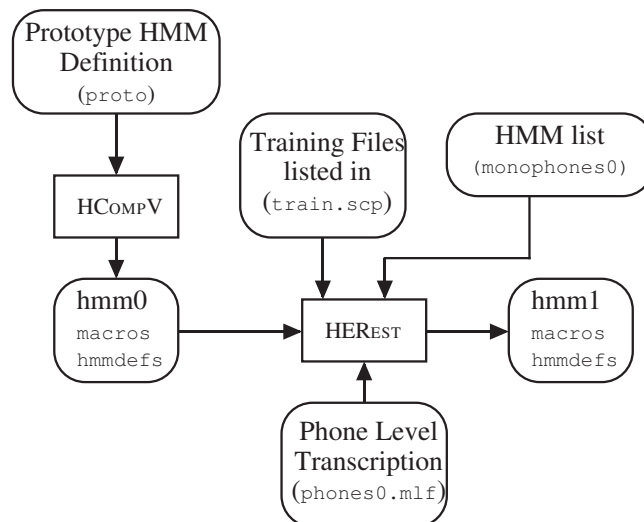 Prototype HMM
Definition
(proto)
Training Files
listed in
(train.scp)
HMM list
(monophones0)
HCOMPV
hmm0
macros
hmmdefs
HEREST
hmm1
macros
hmmdefs
Phone Level
Transcription
(phones0.mlf)